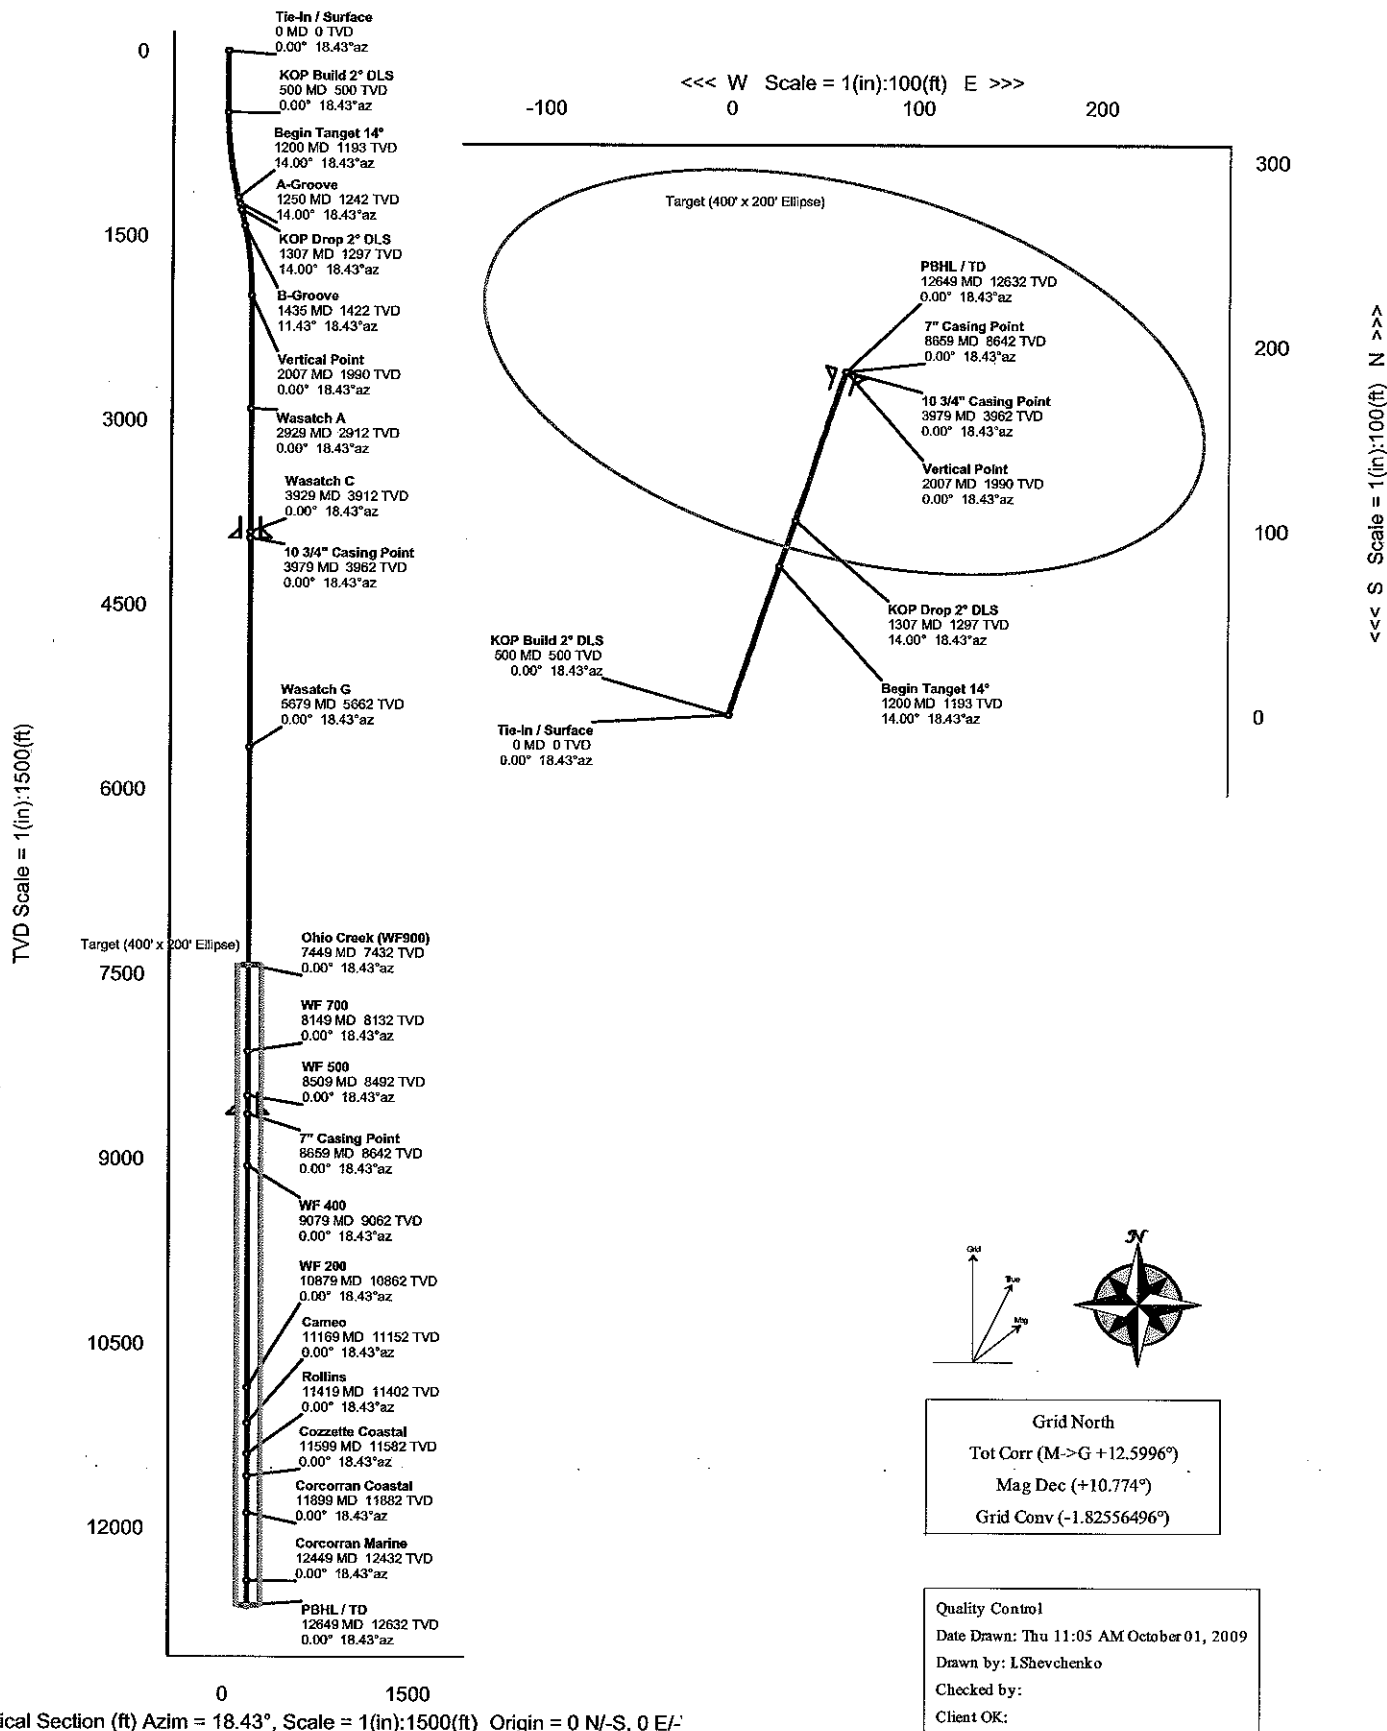 Tie-In / Surface
0 MD 0 TVD
0.00° 18.43°az
KOP Build 2° DLS
500 MD 500 TVD
0.00° 18.43°az
Begin Tanget 14°
1200 MD 1193 TVD
14.00° 18.43°az
A-Groove
1250 MD 1242 TVD
14.00° 18.43°az
KOP Drop 2° DLS
1307 MD 1297 TVD
14.00° 18.43°az
B-Groove
1435 MD 1422 TVD
11.43° 18.43°az
Vertical Point
2007 MD 1990 TVD
0.00° 18.43°az
Wasatch A
2929 MD 2912 TVD
0.00° 18.43°az
Wasatch C
3929 MD 3912 TVD
0.00° 18.43°az
10 3/4" Casing Point
3979 MD 3962 TVD
0.00° 18.43°az
Wasatch G
5679 MD 5662 TVD
0.00° 18.43°az
Target (400' x 200' Ellipse)
Ohio Creek (WF900)
7449 MD 7432 TVD
0.00° 18.43°az
WF 700
8149 MD 8132 TVD
0.00° 18.43°az
WF 500
8509 MD 8492 TVD
0.00° 18.43°az
7" Casing Point
8659 MD 8642 TVD
0.00° 18.43°az
WF 400
9079 MD 9062 TVD
0.00° 18.43°az
WF 200
10879 MD 10862 TVD
0.00° 18.43°az
Cameo
11169 MD 11152 TVD
0.00° 18.43°az
Rollins
11419 MD 11402 TVD
0.00° 18.43°az
Cozzette Coastal
11599 MD 11582 TVD
0.00° 18.43°az
Corcorran Coastal
11899 MD 11882 TVD
0.00° 18.43°az
Corcorran Marine
12449 MD 12432 TVD
0.00° 18.43°az
PBHL / TD
12649 MD 12632 TVD
0.00° 18.43°az
0
1500
3000
4500
6000
7500
9000
10500
12000
TVD Scale = 1(in):1500(ft)
0 1500
ical Section (ft) Azim = 18.43°, Scale = 1(in):1500(ft) Origin = 0 N/-S, 0 E/-
<<< W Scale = 1(in):100(ft) E >>>
-100 0 100 200
300
200
100
0
<<< S Scale = 1(in):100(ft) N >>>
Target (400' x 200' Ellipse)
PBHL / TD
12649 MD 12632 TVD
0.00° 18.43°az
7" Casing Point
8659 MD 8642 TVD
0.00° 18.43°az
10 3/4" Casing Point
3979 MD 3962 TVD
0.00° 18.43°az
Vertical Point
2007 MD 1990 TVD
0.00° 18.43°az
KOP Drop 2° DLS
1307 MD 1297 TVD
14.00° 18.43°az
Begin Tanget 14°
1200 MD 1193 TVD
14.00° 18.43°az
KOP Build 2° DLS
500 MD 500 TVD
0.00° 18.43°az
Tie-In / Surface
0 MD 0 TVD
0.00° 18.43°az
Grid
True
Mag
N
Grid North
Tot Corr (M->G +12.5996°)
Mag Dec (+10.774°)
Grid Conv (-1.82556496°)
Quality Control
Date Drawn: Thu 11:05 AM October 01, 2009
Drawn by: I.Shevchenko
Checked by:
Client OK: